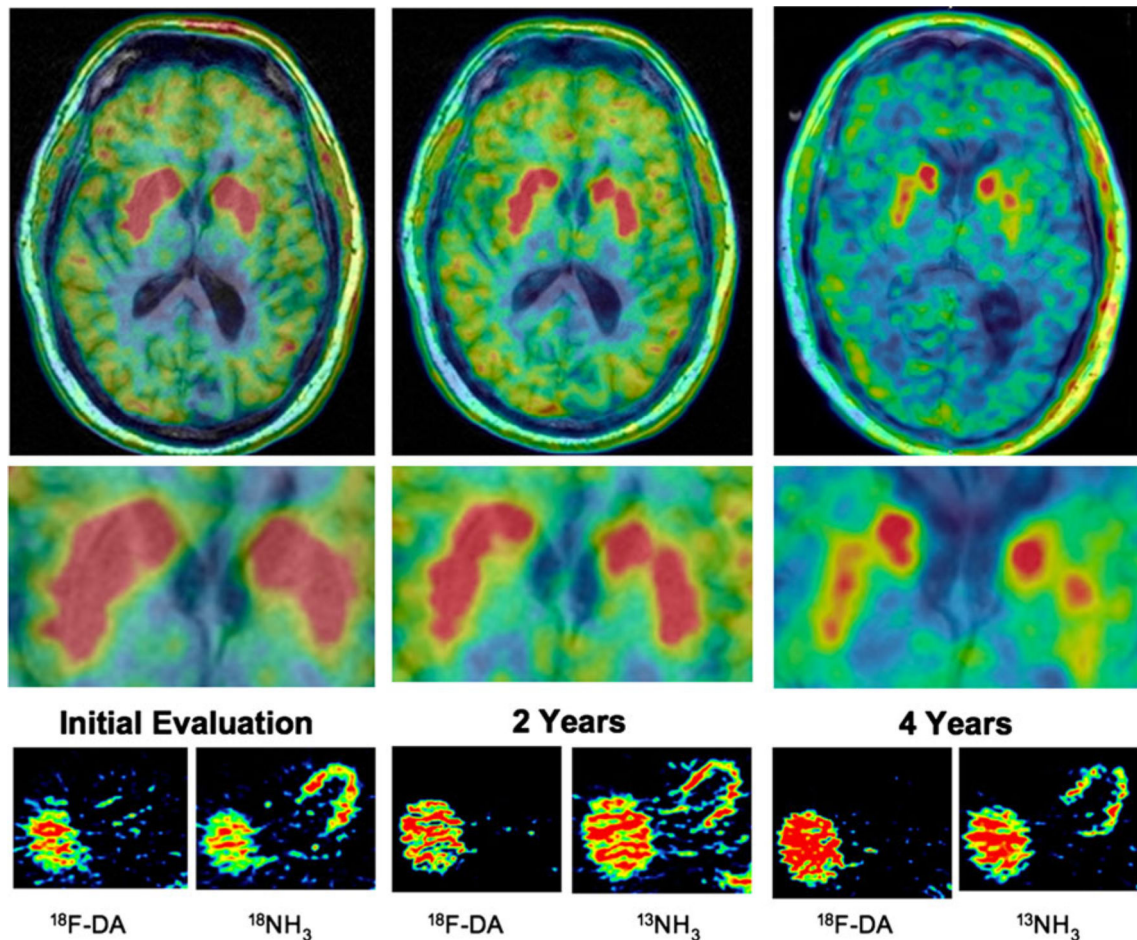 Initial Evaluation
2 Years
4 Years
¹⁸F-DA
¹⁸NH₃
¹⁸F-DA
¹³NH₃
¹⁸F-DA
¹³NH₃